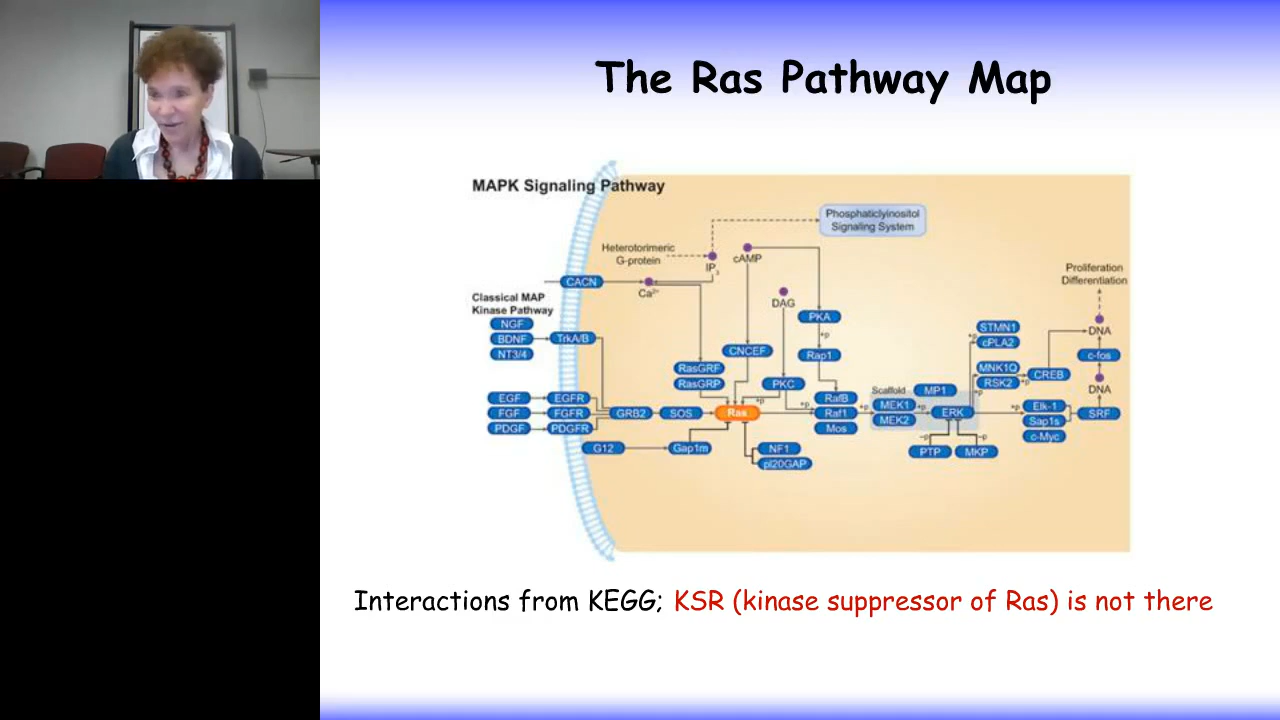 The Ras Pathway Map
MAPK Signaling Pathway
Phosphaticlyinositol
Signaling System
Heterotorimeric
G-protein
IP3
cAMP
CACN
Ca2+
DAG
Proliferation
Differentiation
Classical MAP
Kinase Pathway
NGF
BDNF
NT3/4
TrkA/B
PKA
+p
Rap1
CNCEF
RasGRF
RasGRP
PKC
STMN1
cPLA2
+p
DNA
c-fos
MNK1Q
RSK2
+p
CREB
+p
DNA
Scaffold
MP1
EGF
EGFR
FGF
FGFR
PDGF
PDGFR
GRB2
SOS
Ras
+p
+p
RafB
Raf1
Mos
+p
MEK1
MEK2
+p
ERK
+p
Elk-1
Sap1s
c-Myc
SRF
G12
Gap1m
NF1
pl20GAP
-p
-p
PTP
MKP
Interactions from KEGG; KSR (kinase suppressor of Ras) is not there